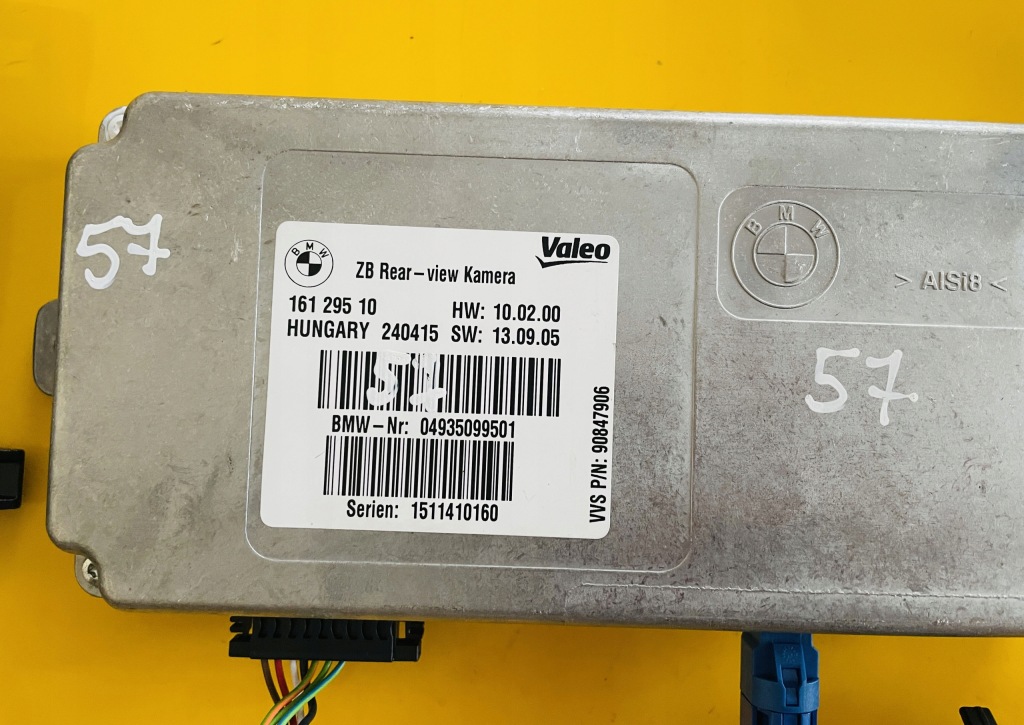 57
BMW
Valeo
ZB Rear-view Kamera
161 295 10 HW: 10.02.00
HUNGARY 240415 SW: 13.09.05
57
BMW-Nr: 04935099501
Serien: 1511410160
VVS P/N: 90847906
BMW
> AlSi8 <
57